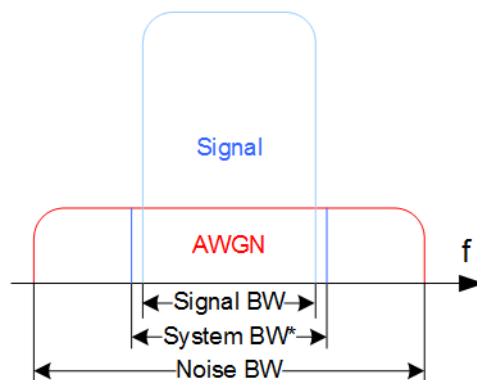 Signal
AWGN
f
Signal BW
System BW*
Noise BW